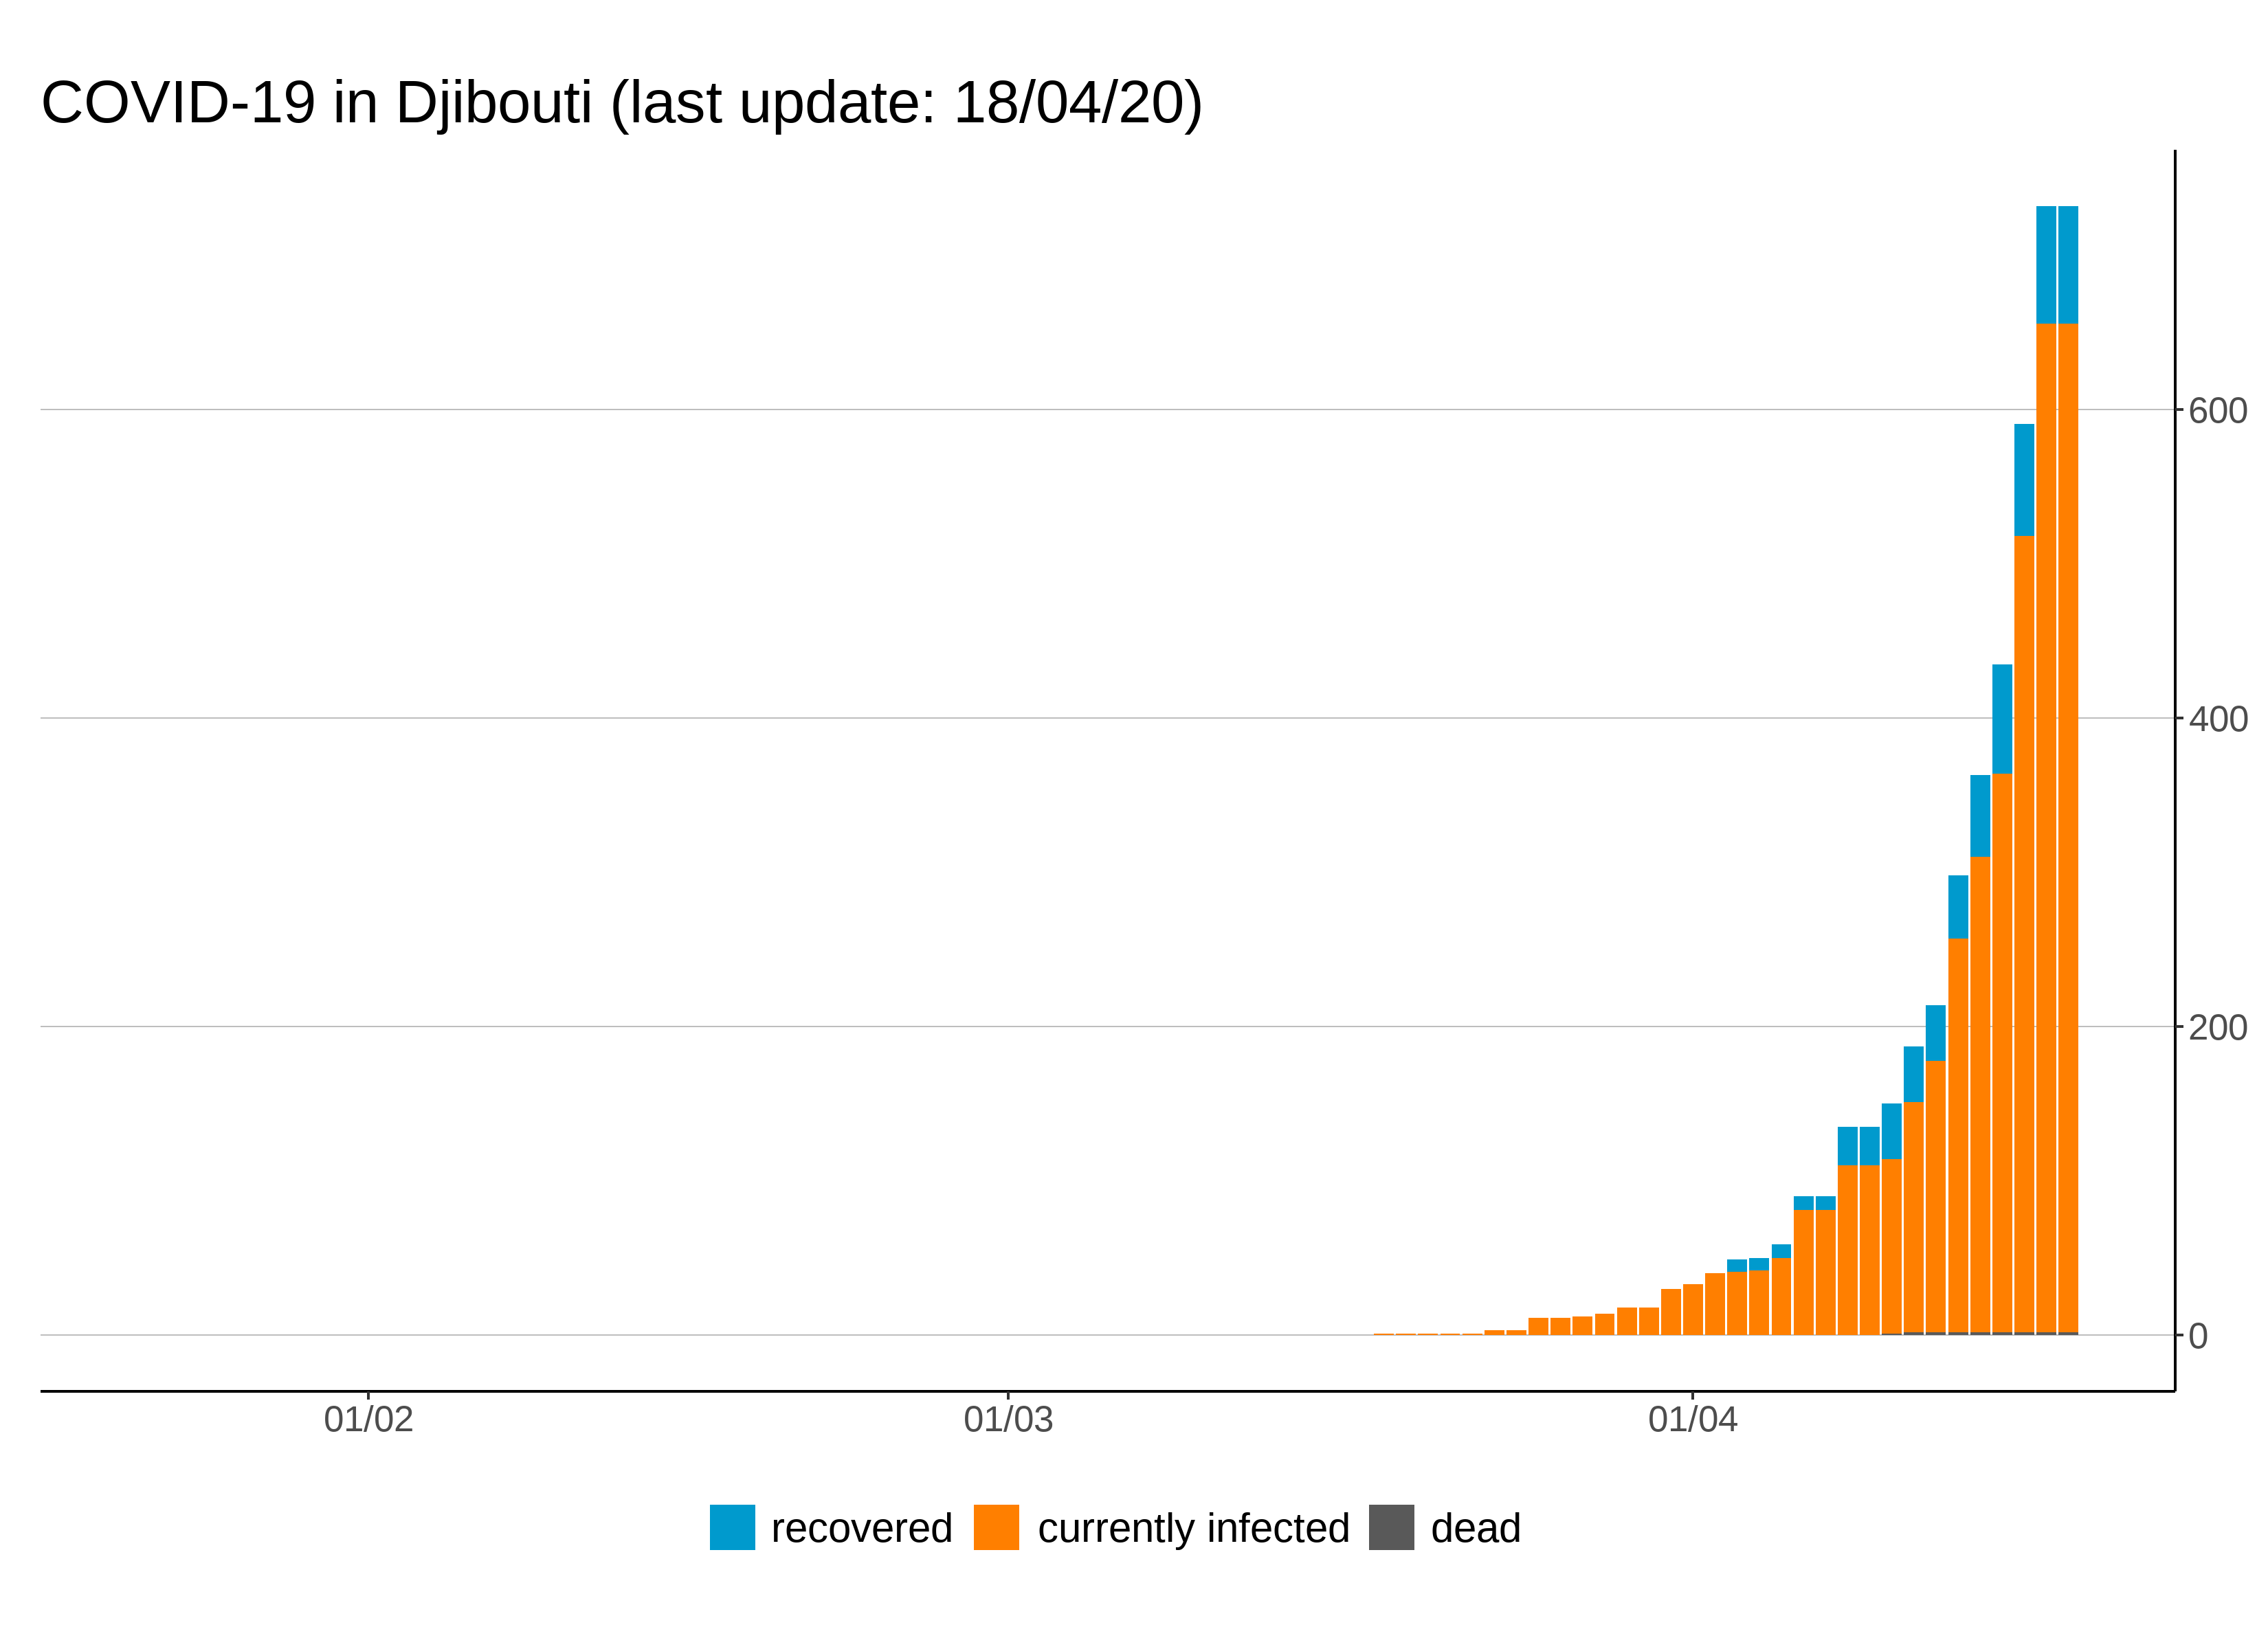 COVID-19 in Djibouti (last update: 18/04/20)
600
400
200
0
01/02 01/03 01/04
recovered currently infected dead